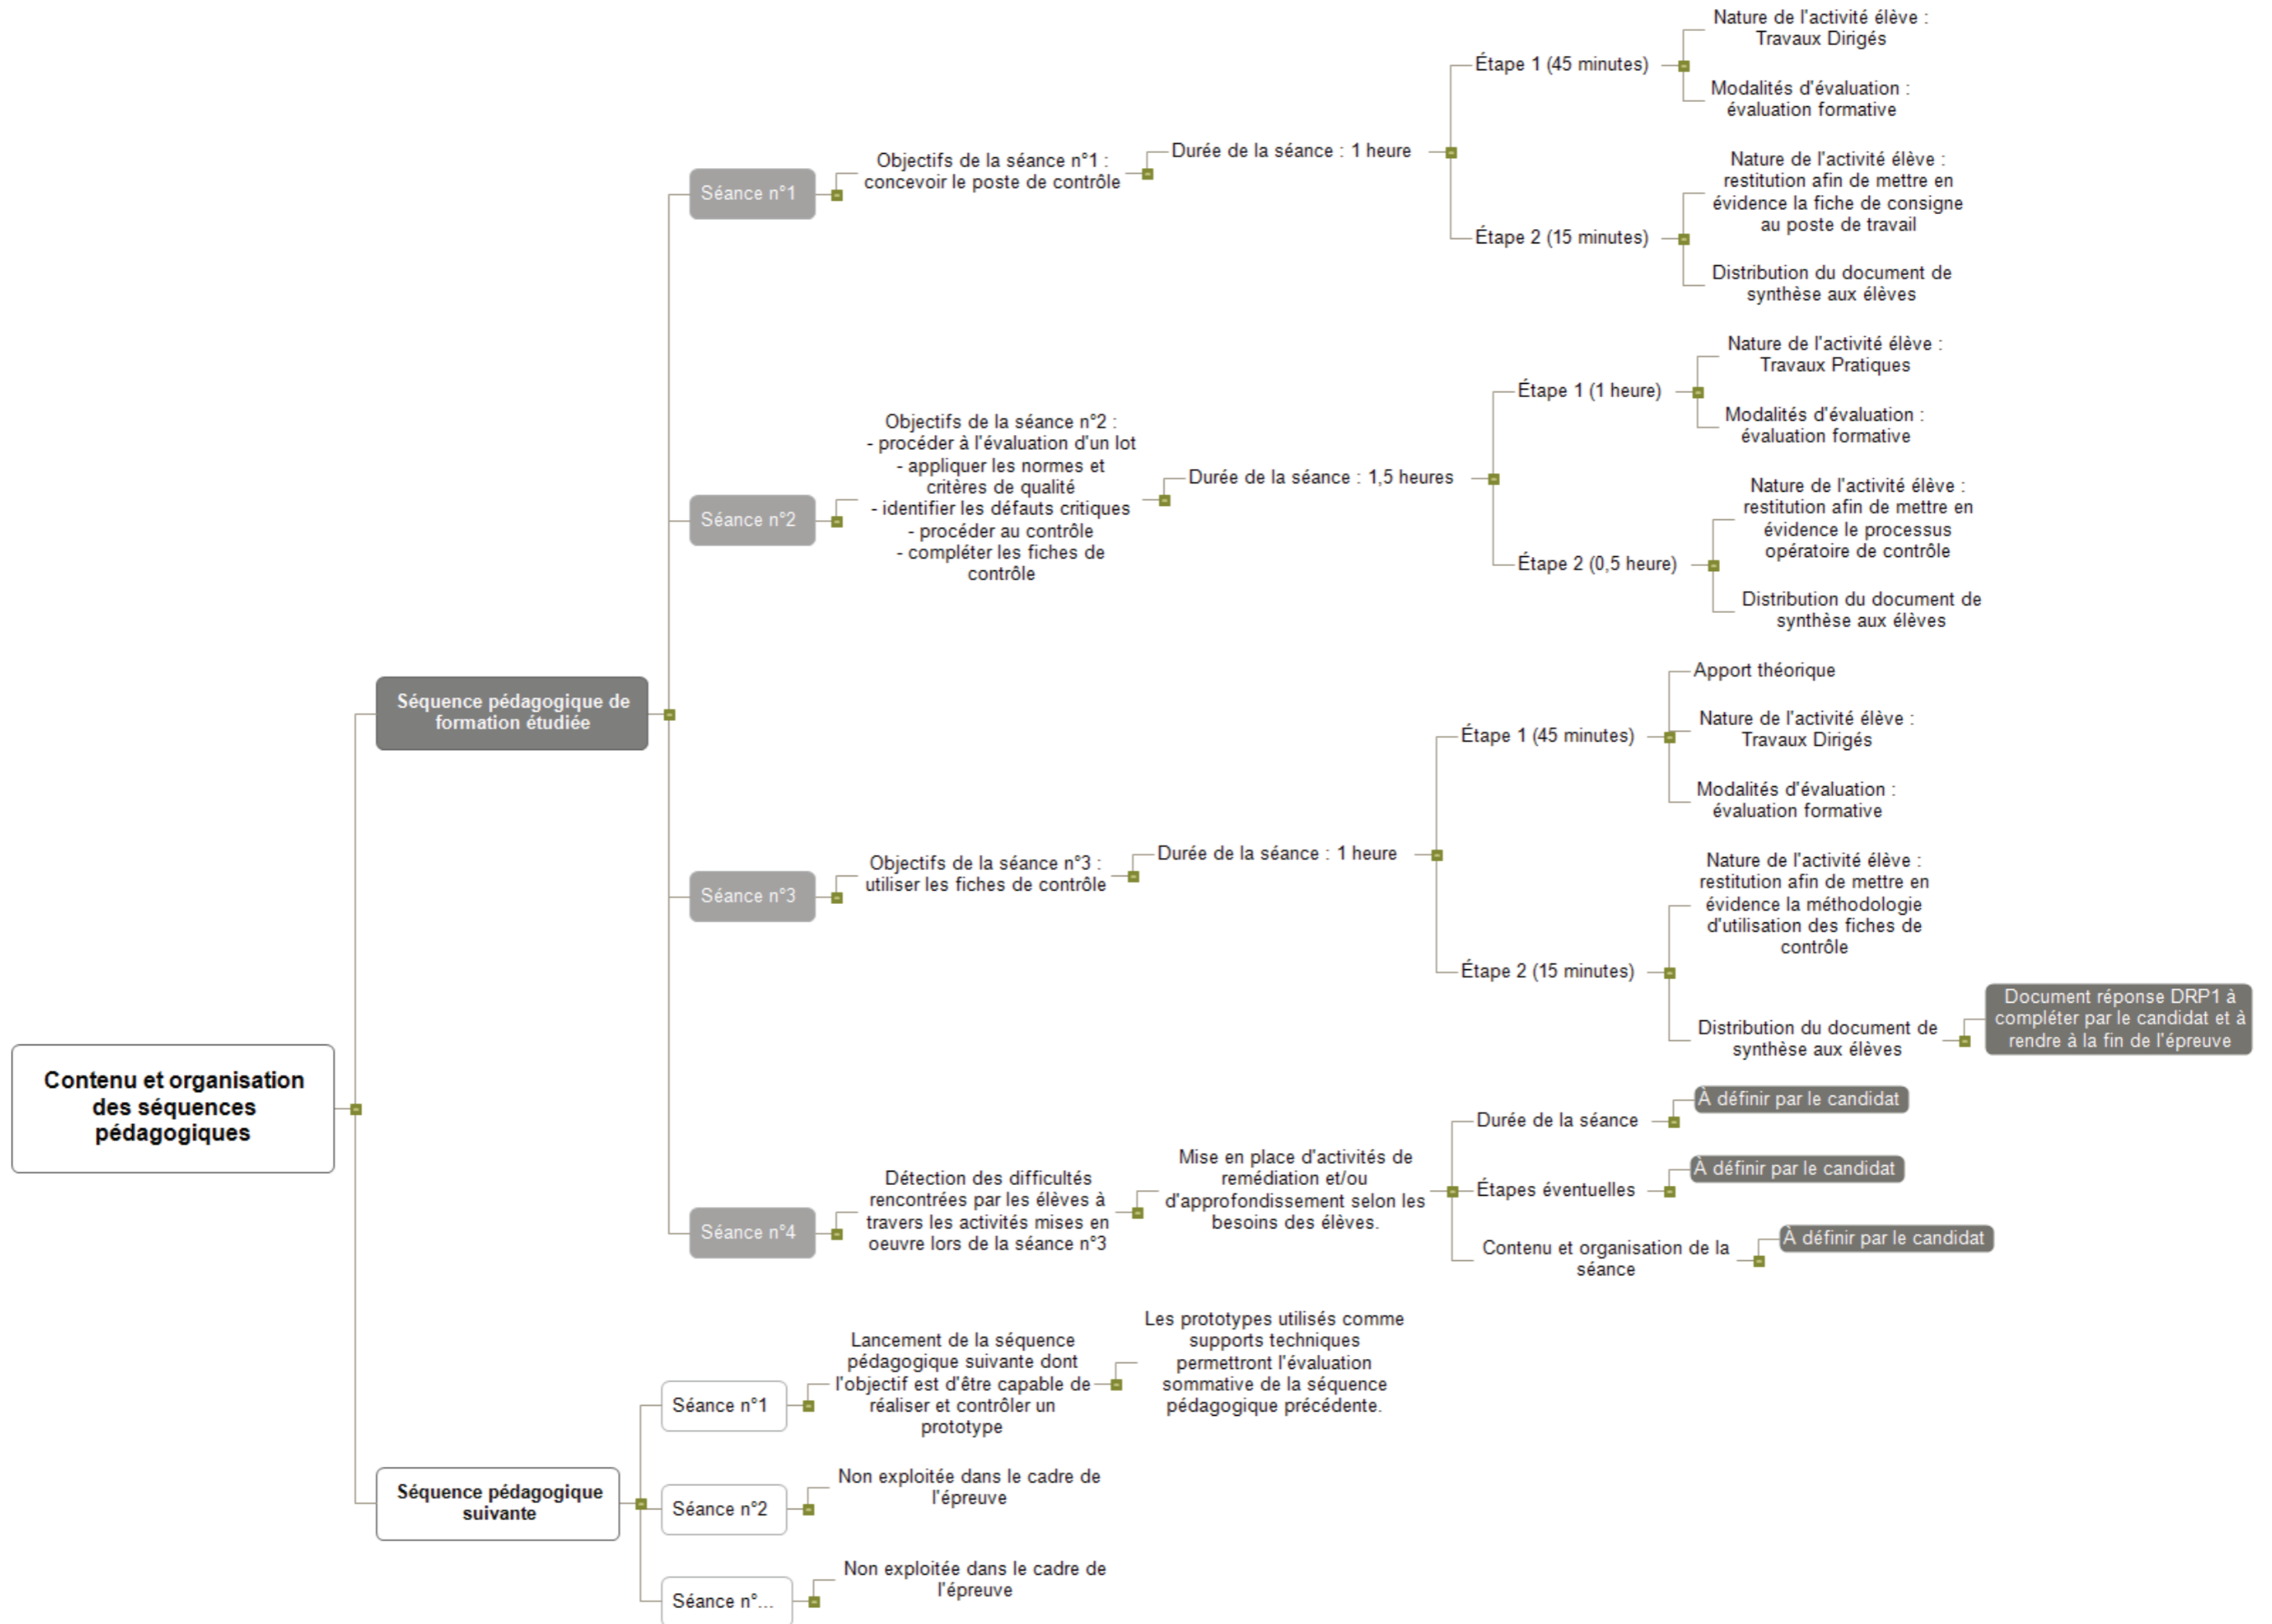 Contenu et organisation
des séquences
pédagogiques
Séquence pédagogique de
formation étudiée
Séance n°1
Objectifs de la séance n°1 :
concevoir le poste de contrôle
Durée de la séance : 1 heure
Étape 1 (45 minutes)
Nature de l'activité élève :
Travaux Dirigés
Modalités d'évaluation :
évaluation formative
Étape 2 (15 minutes)
Nature de l'activité élève :
restitution afin de mettre en
évidence la fiche de consigne
au poste de travail
Distribution du document de
synthèse aux élèves
Séance n°2
Objectifs de la séance n°2 :
- procéder à l'évaluation d'un lot
- appliquer les normes et
critères de qualité
- identifier les défauts critiques
- procéder au contrôle
- compléter les fiches de
contrôle
Durée de la séance : 1,5 heures
Étape 1 (1 heure)
Nature de l'activité élève :
Travaux Pratiques
Modalités d'évaluation :
évaluation formative
Étape 2 (0,5 heure)
Nature de l'activité élève :
restitution afin de mettre en
évidence le processus
opératoire de contrôle
Distribution du document de
synthèse aux élèves
Séance n°3
Objectifs de la séance n°3 :
utiliser les fiches de contrôle
Durée de la séance : 1 heure
Étape 1 (45 minutes)
Apport théorique
Nature de l'activité élève :
Travaux Dirigés
Modalités d'évaluation :
évaluation formative
Étape 2 (15 minutes)
Nature de l'activité élève :
restitution afin de mettre en
évidence la méthodologie
d'utilisation des fiches de
contrôle
Distribution du document de
synthèse aux élèves
Document réponse DRP1 à
compléter par le candidat et à
rendre à la fin de l'épreuve
Séance n°4
Détection des difficultés
rencontrées par les élèves à
travers les activités mises en
oeuvre lors de la séance n°3
Mise en place d'activités de
remédiation et/ou
d'approfondissement selon les
besoins des élèves.
Durée de la séance
À définir par le candidat
Étapes éventuelles
À définir par le candidat
Contenu et organisation de la
séance
À définir par le candidat
Séquence pédagogique
suivante
Séance n°1
Lancement de la séquence
pédagogique suivante dont
l'objectif est d'être capable de
réaliser et contrôler un
prototype
Les prototypes utilisés comme
supports techniques
permettront l'évaluation
sommative de la séquence
pédagogique précédente.
Séance n°2
Non exploitée dans le cadre de
l'épreuve
Séance n°...
Non exploitée dans le cadre de
l'épreuve